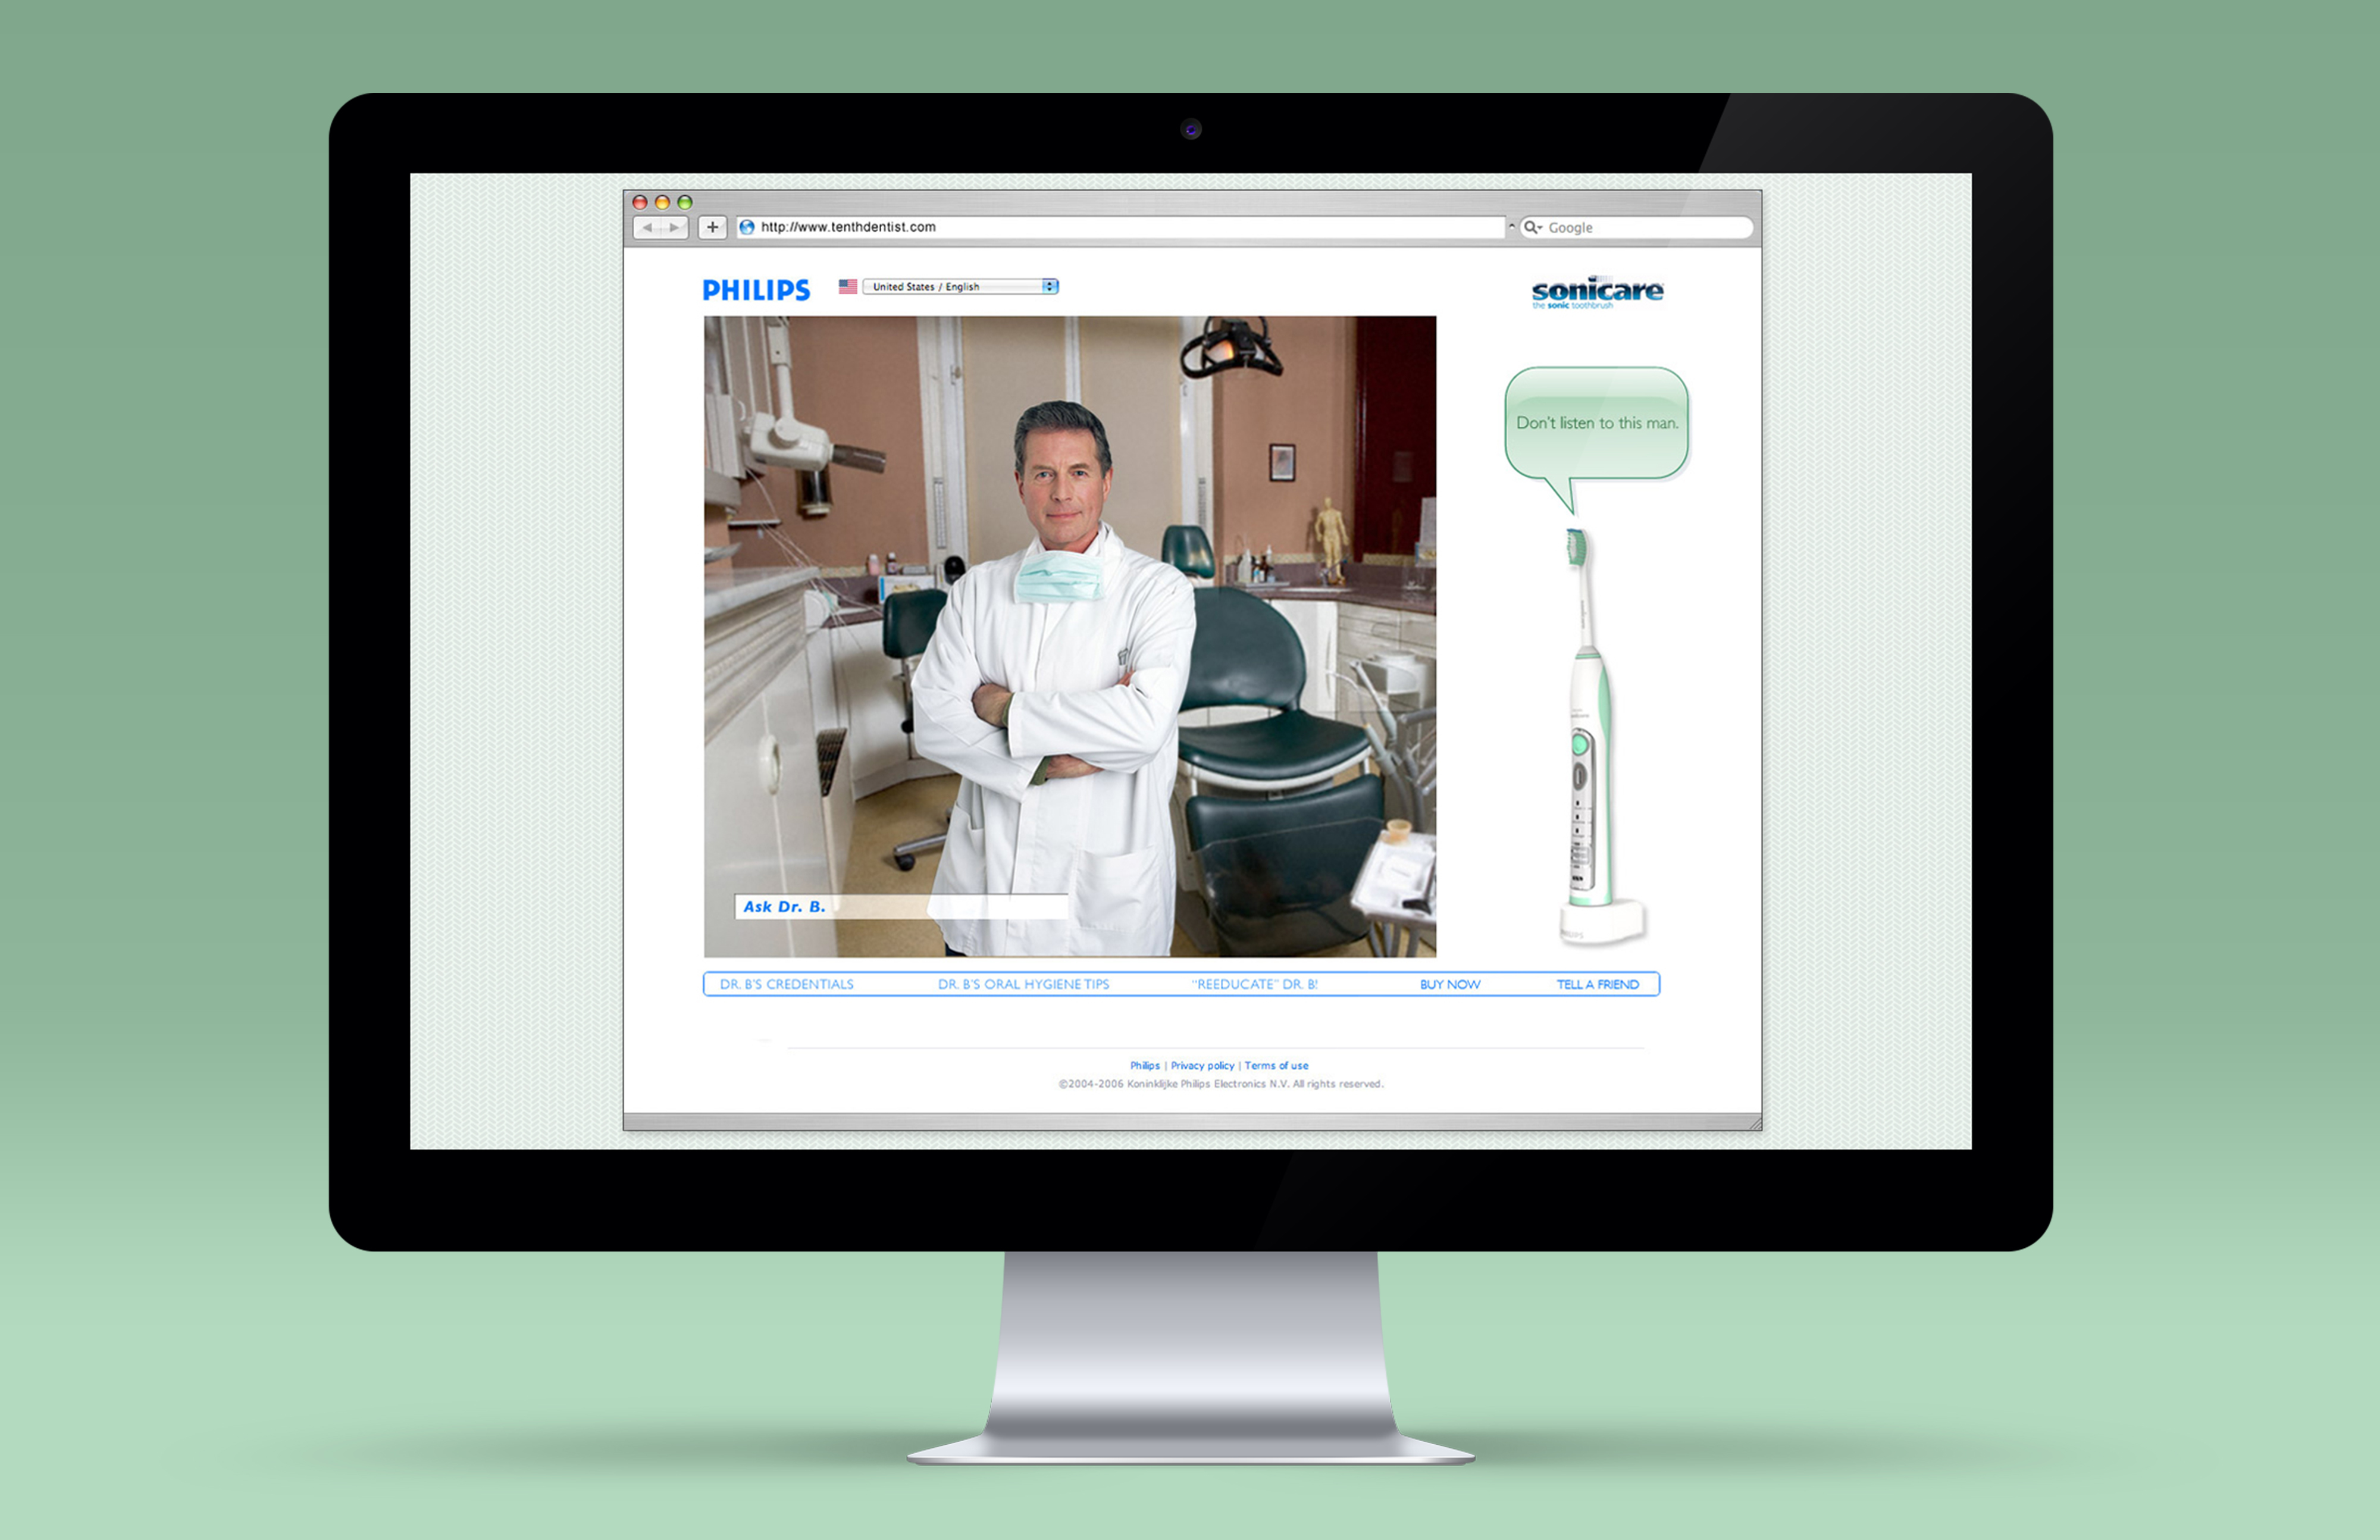 http://www.tenthdentist.com
Google
PHILIPS
United States / English
sonicare
the sonic toothbrush
Don't listen to this man.
Ask Dr. B.
PHILIPS
DR. B'S CREDENTIALS
DR. B'S ORAL HYGIENE TIPS
"REEDUCATE" DR. B!
BUY NOW
TELL A FRIEND
Philips | Privacy policy | Terms of use
©2004-2006 Koninklijke Philips Electronics N.V. All rights reserved.